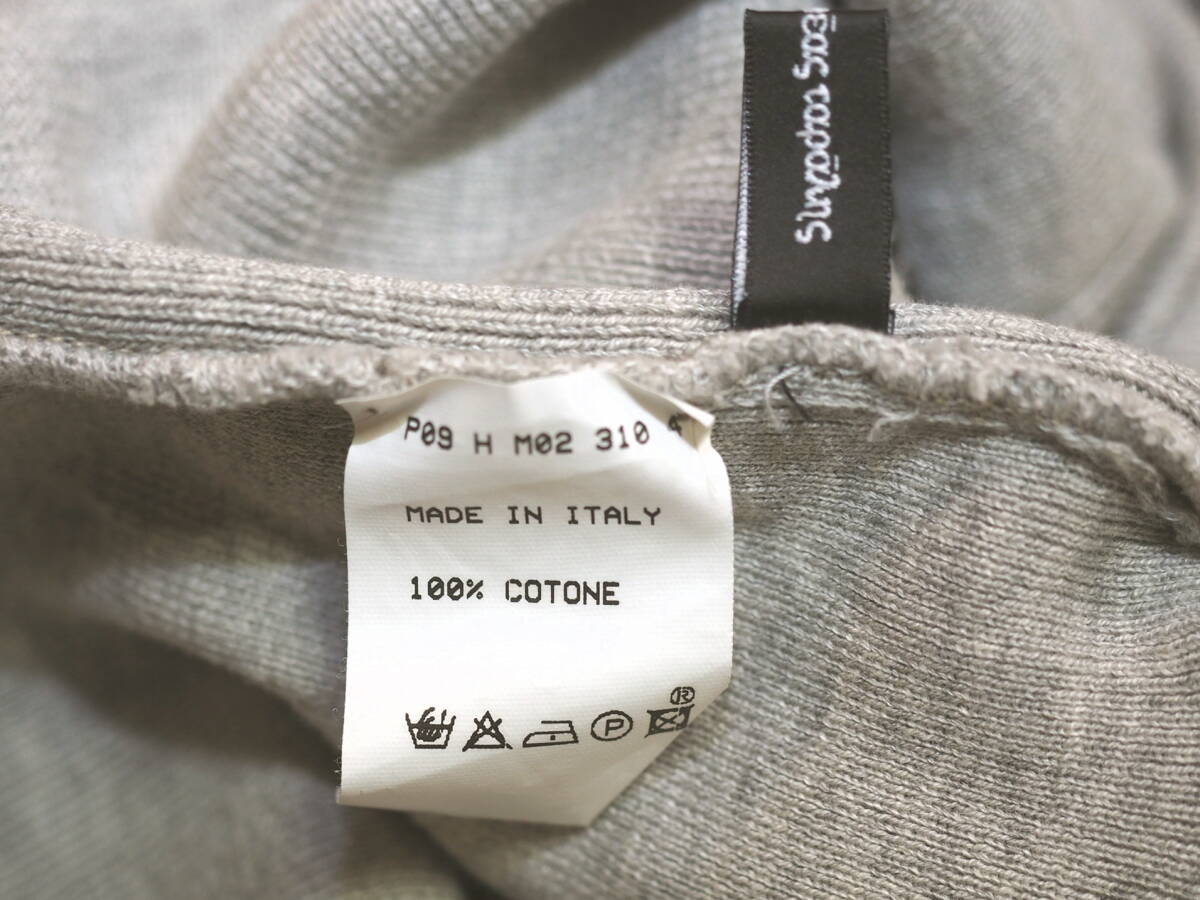 P09 H M02 310
MADE IN ITALY
100% COTONE
P
®